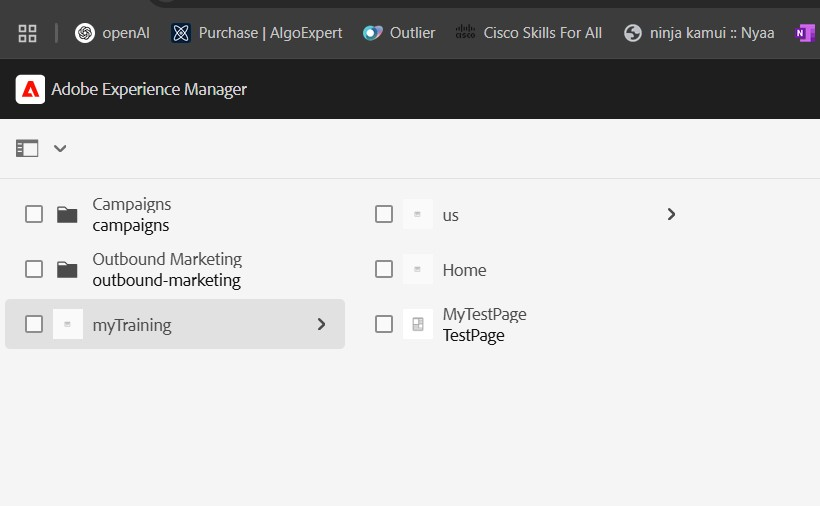 openAI
Purchase | AlgoExpert
Outlier
Cisco Skills For All
ninja kamui :: Nyaa
Adobe Experience Manager
Campaigns
campaigns
Outbound Marketing
outbound-marketing
myTraining
us
Home
MyTestPage
TestPage